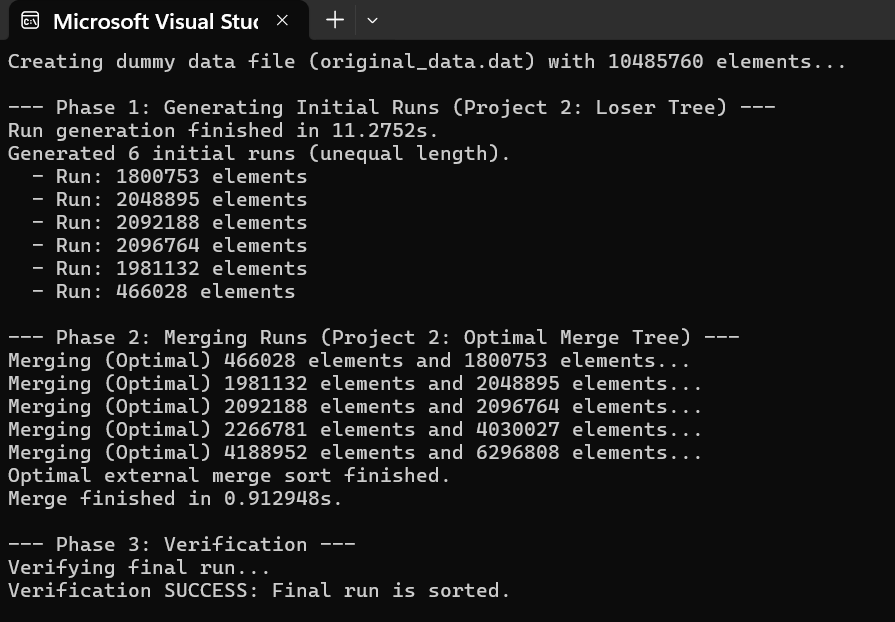 Microsoft Visual Stu
Creating dummy data file (original_data.dat) with 10485760 elements...
--- Phase 1: Generating Initial Runs (Project 2: Loser Tree) ---
Run generation finished in 11.2752s.
Generated 6 initial runs (unequal length).
- Run: 1800753 elements
- Run: 2048895 elements
- Run: 2092188 elements
- Run: 2096764 elements
- Run: 1981132 elements
- Run: 466028 elements
--- Phase 2: Merging Runs (Project 2: Optimal Merge Tree) ---
Merging (Optimal) 466028 elements and 1800753 elements...
Merging (Optimal) 1981132 elements and 2048895 elements...
Merging (Optimal) 2092188 elements and 2096764 elements...
Merging (Optimal) 2266781 elements and 4030027 elements...
Merging (Optimal) 4188952 elements and 6296808 elements...
Optimal external merge sort finished.
Merge finished in 0.912948s.
--- Phase 3: Verification ---
Verifying final run...
Verification SUCCESS: Final run is sorted.